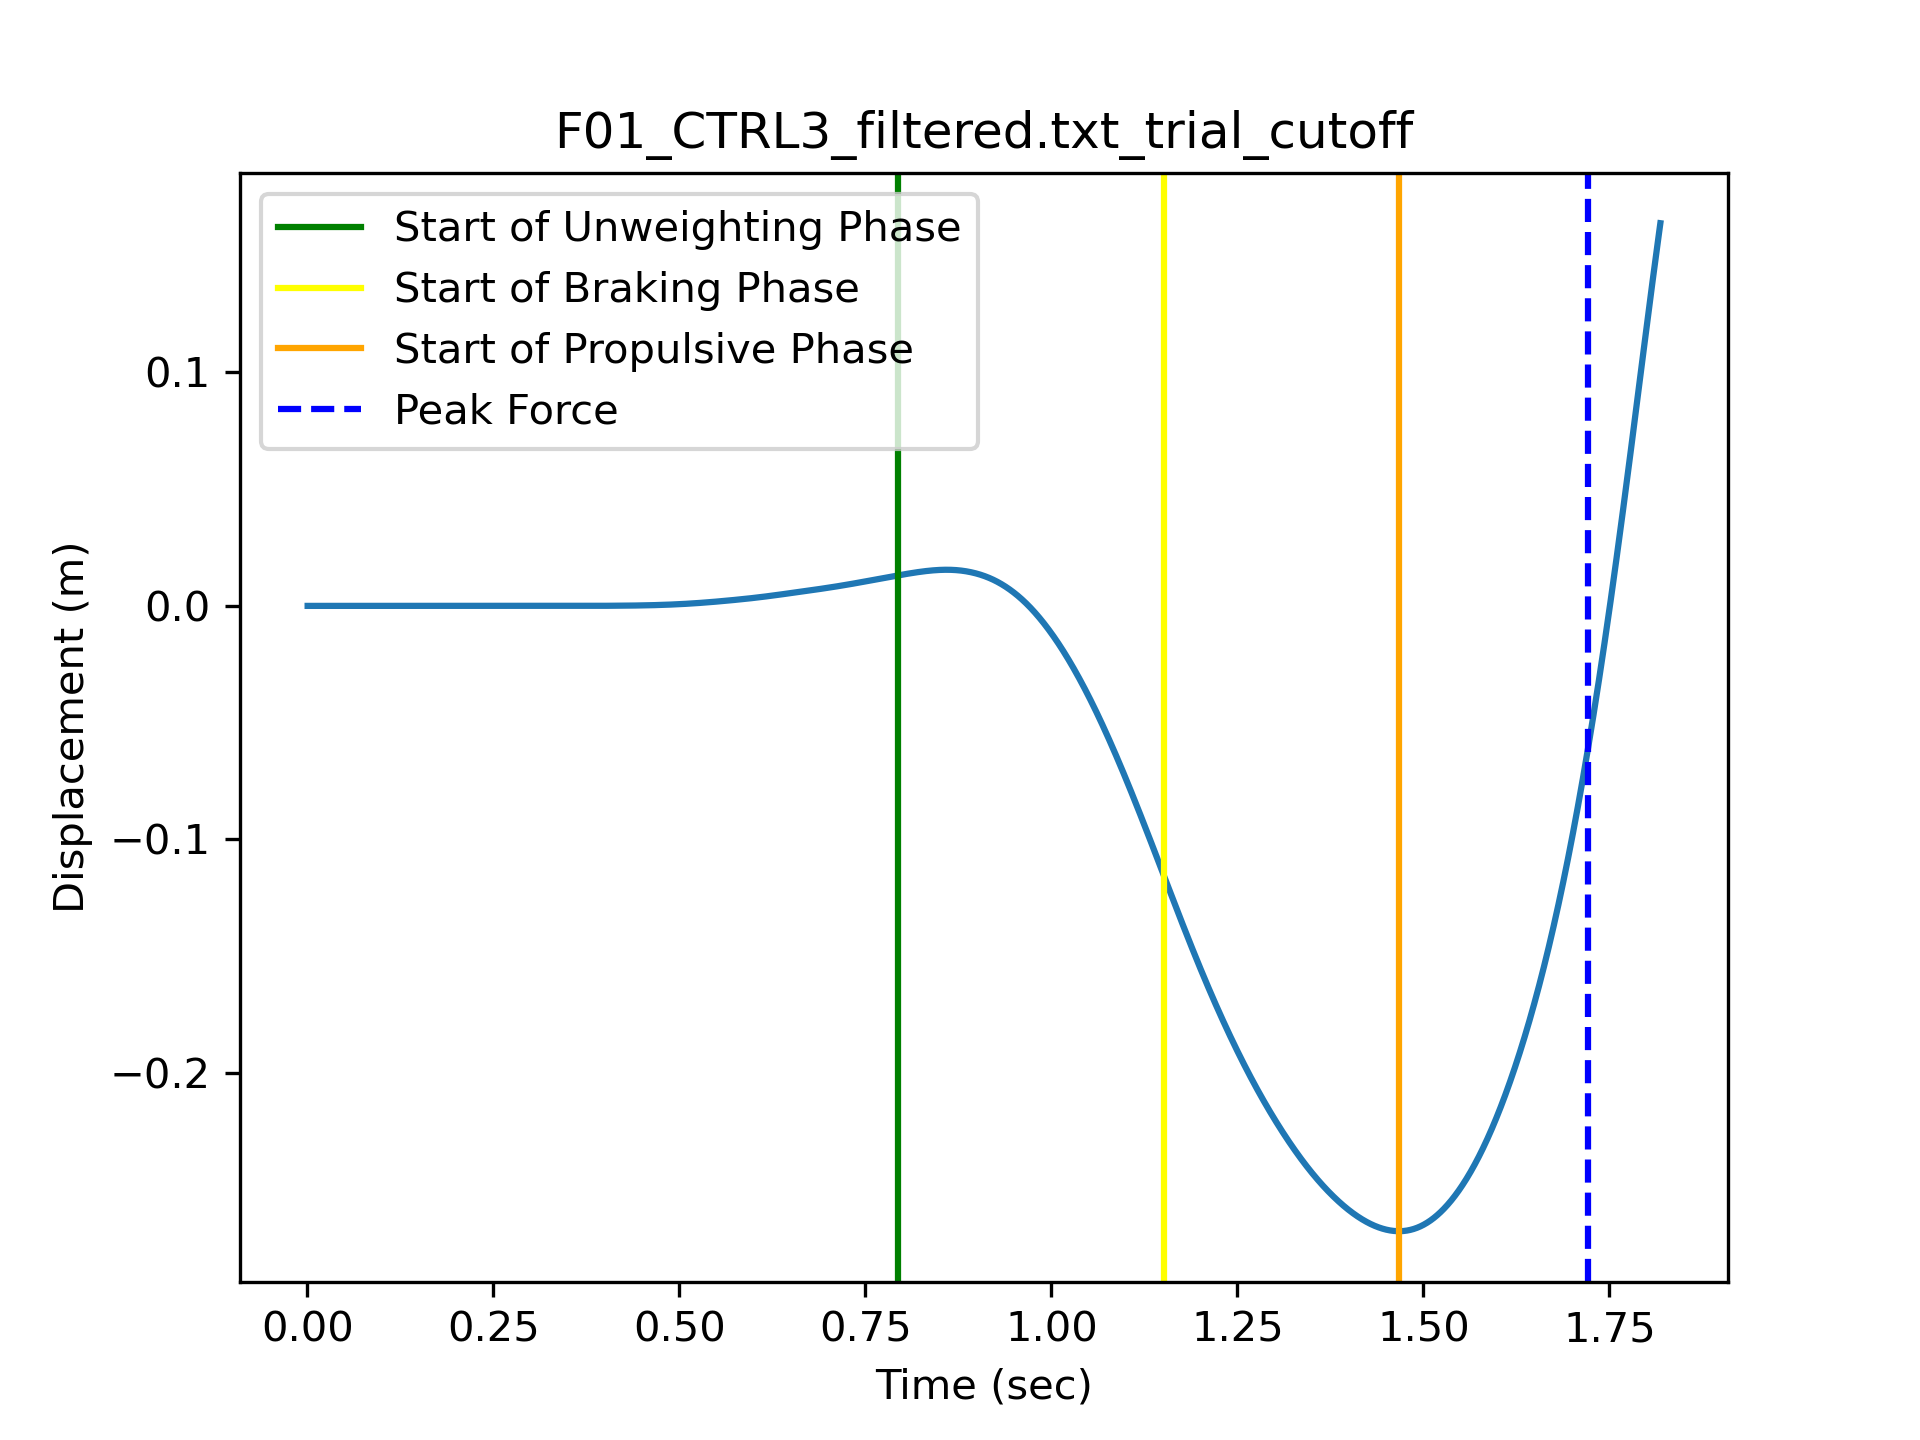 F01_CTRL3_filtered.txt_trial_cutoff
Start of Unweighting Phase
Start of Braking Phase
Start of Propulsive Phase
Peak Force
Displacement (m)
0.1
0.0
−0.1
−0.2
0.00 0.25 0.50 0.75 1.00 1.25 1.50 1.75
Time (sec)